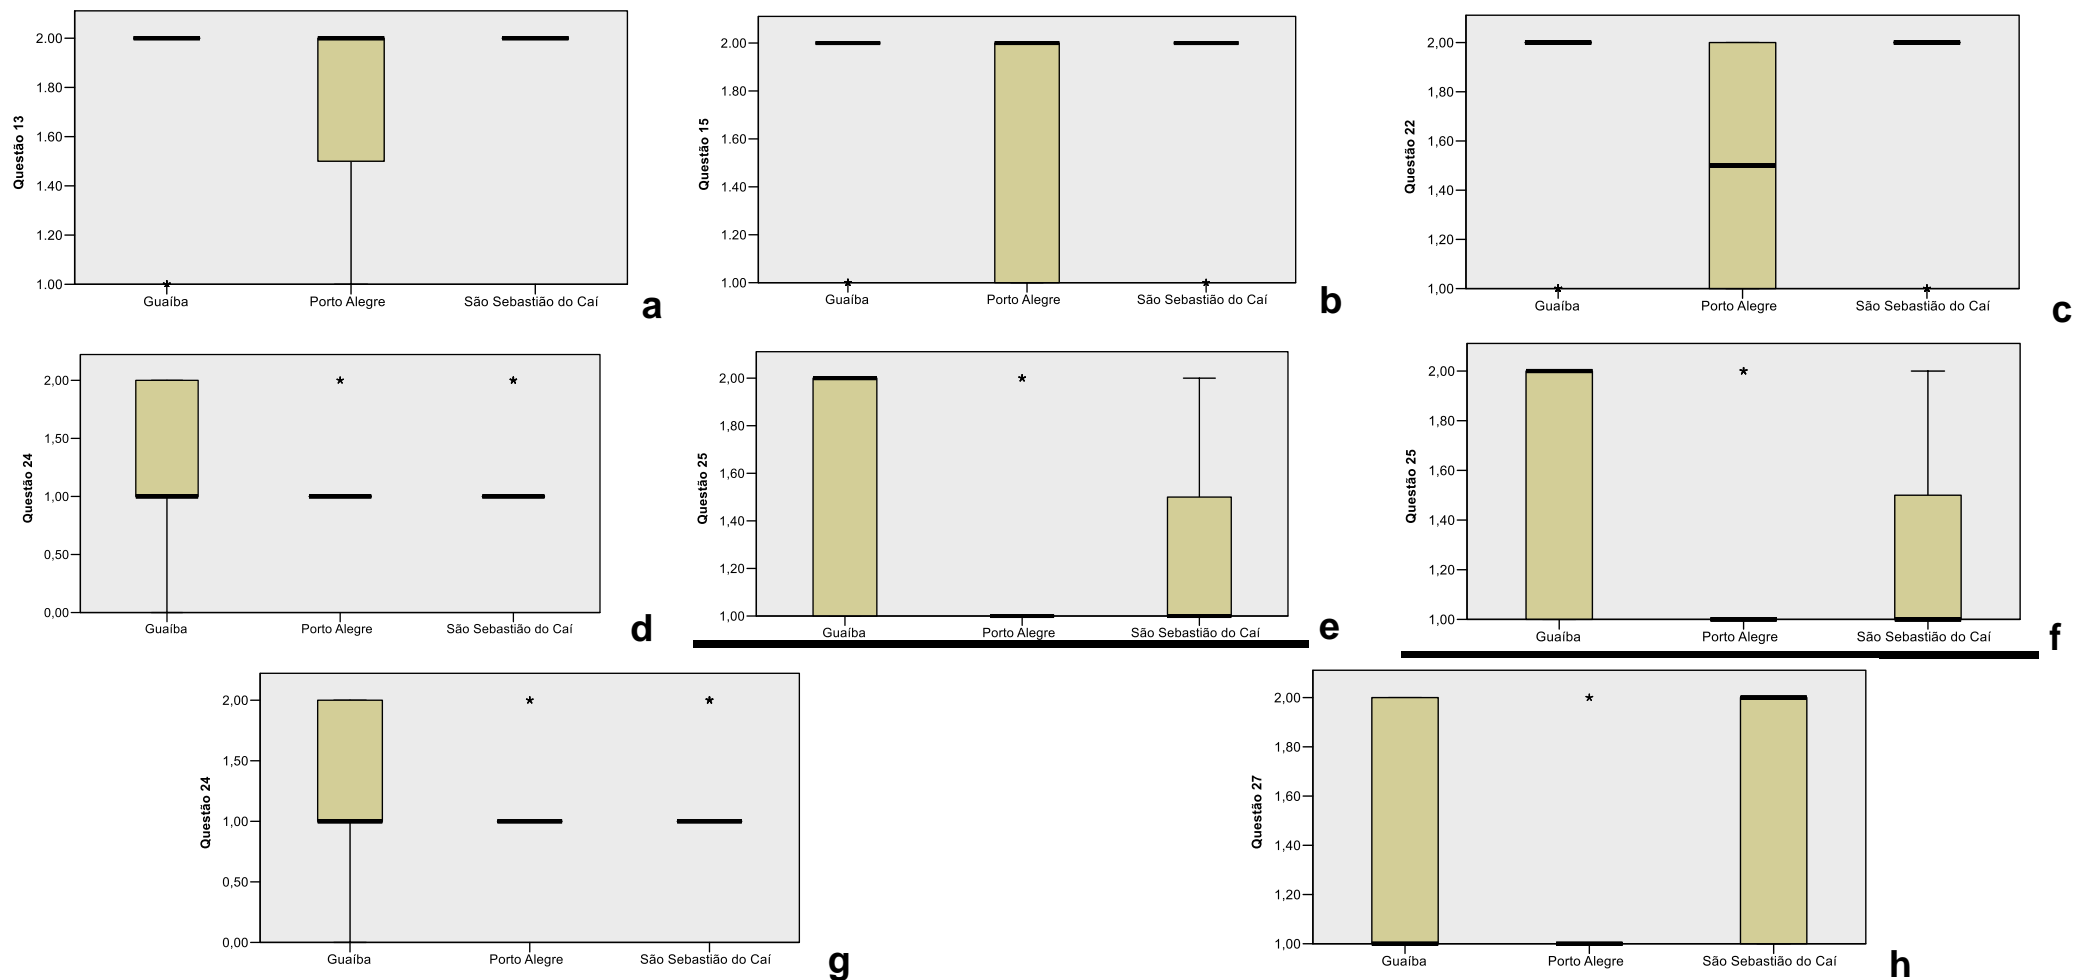 Questão 13
2.00
1.80
1.60
1.40
1.20
1.00
Guaíba Porto Alegre São Sebastião do Caí
a
Questão 15
2.00
1.80
1.60
1.40
1.20
1.00
Guaíba Porto Alegre São Sebastião do Caí
b
Questão 22
2,00
1,80
1,60
1,40
1,20
1,00
Guaíba Porto Alegre São Sebastião do Caí
c
Questão 24
2,00
1,50
1,00
0,50
0,00
Guaíba Porto Alegre São Sebastião do Caí
d
Questão 25
2,00
1,80
1,60
1,40
1,20
1,00
Guaíba Porto Alegre São Sebastião do Caí
e
Questão 25
2,00
1,80
1,60
1,40
1,20
1,00
Guaíba Porto Alegre São Sebastião do Caí
f
Questão 24
2,00
1,50
1,00
0,50
0,00
Guaíba Porto Alegre São Sebastião do Caí
g
Questão 27
2,00
1,80
1,60
1,40
1,20
1,00
Guaíba Porto Alegre São Sebastião do Caí
h